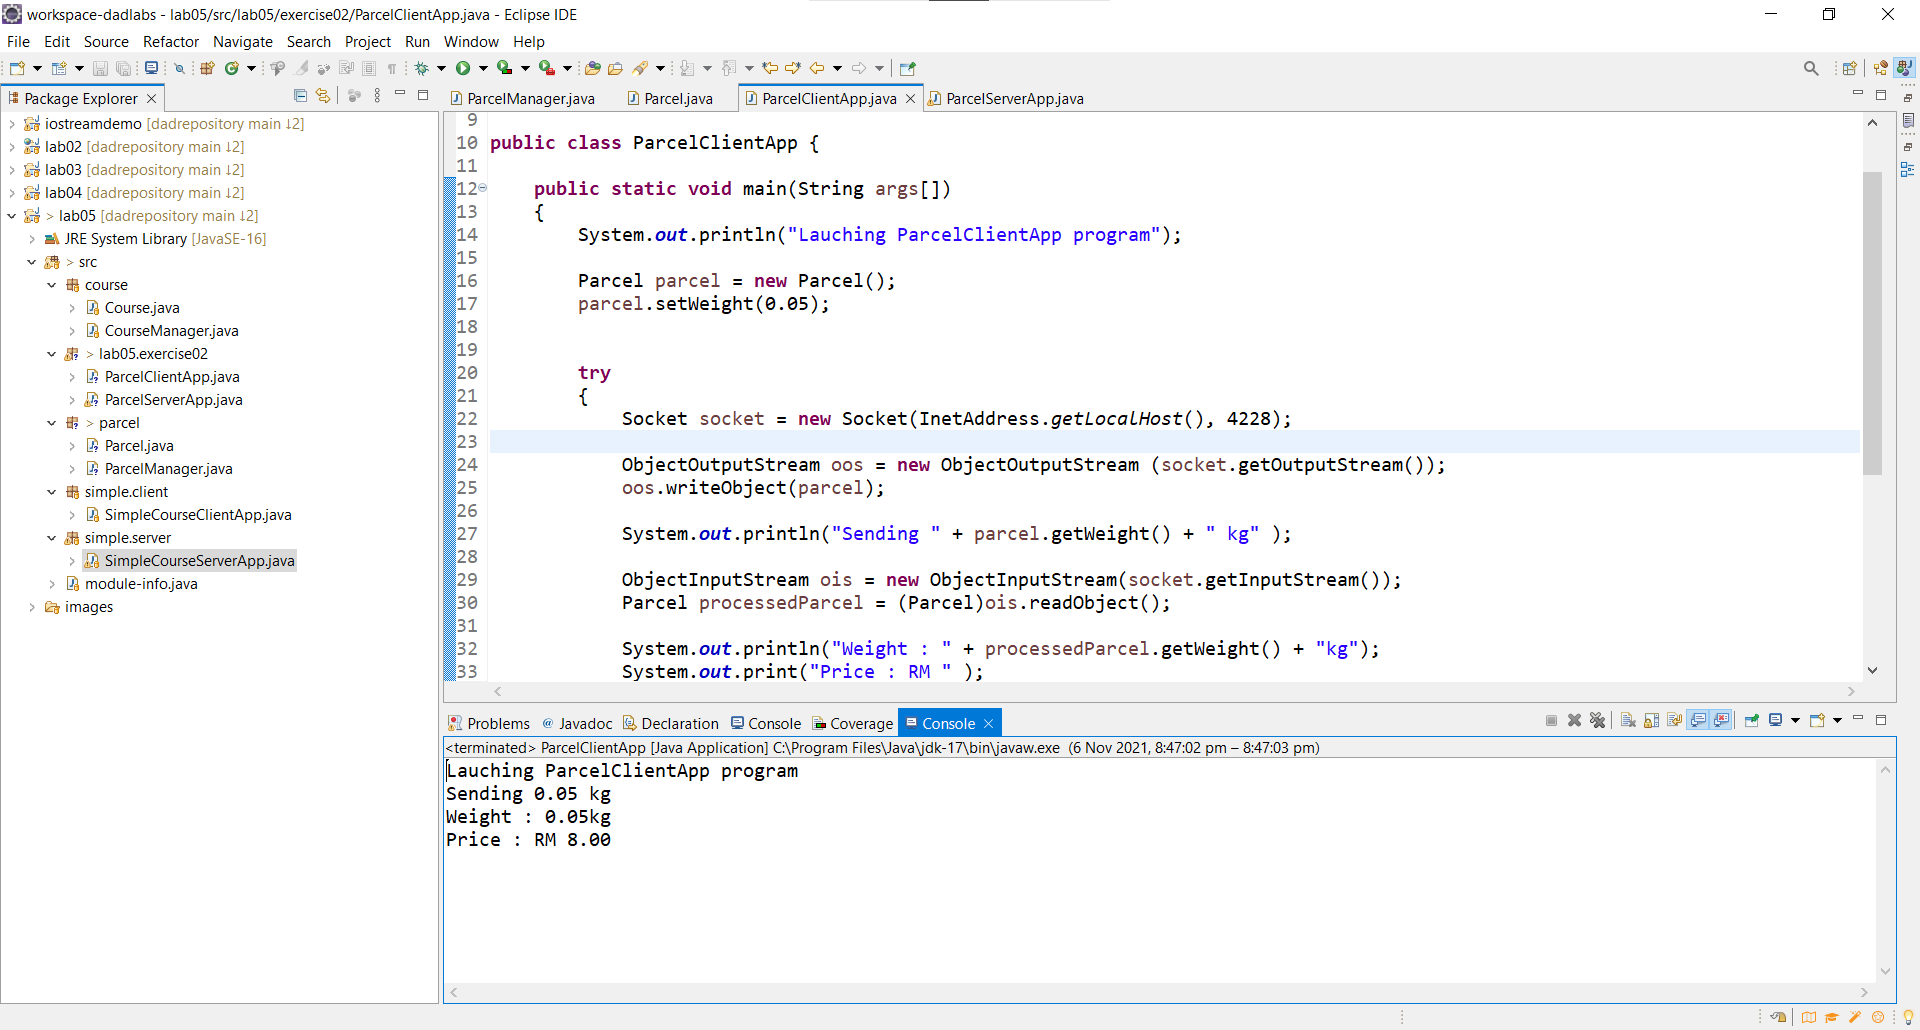 workspace-dadlabs - lab05/src/lab05/exercise02/ParcelClientApp.java - Eclipse IDE
File Edit Source Refactor Navigate Search Project Run Window Help
Package Explorer
iostreamdemo [dadrepository main ↓2]
lab02 [dadrepository main ↓2]
lab03 [dadrepository main ↓2]
lab04 [dadrepository main ↓2]
> lab05 [dadrepository main ↓2]
JRE System Library [JavaSE-16]
> src
course
Course.java
CourseManager.java
> lab05.exercise02
ParcelClientApp.java
ParcelServerApp.java
> parcel
Parcel.java
ParcelManager.java
simple.client
SimpleCourseClientApp.java
simple.server
SimpleCourseServerApp.java
module-info.java
images
ParcelManager.java Parcel.java ParcelClientApp.java ParcelServerApp.java
9
10 public class ParcelClientApp {
11
12 public static void main(String args[])
13 {
14 System.out.println("Lauching ParcelClientApp program");
15
16 Parcel parcel = new Parcel();
17 parcel.setWeight(0.05);
18
19
20 try
21 {
22 Socket socket = new Socket(InetAddress.getLocalHost(), 4228);
23
24 ObjectOutputStream oos = new ObjectOutputStream (socket.getOutputStream());
25 oos.writeObject(parcel);
26
27 System.out.println("Sending " + parcel.getWeight() + " kg" );
28
29 ObjectInputStream ois = new ObjectInputStream(socket.getInputStream());
30 Parcel processedParcel = (Parcel)ois.readObject();
31
32 System.out.println("Weight : " + processedParcel.getWeight() + "kg");
33 System.out.print("Price : RM " );
Problems Javadoc Declaration Console Coverage Console
<terminated> ParcelClientApp [Java Application] C:\Program Files\Java\jdk-17\bin\javaw.exe (6 Nov 2021, 8:47:02 pm – 8:47:03 pm)
Lauching ParcelClientApp program
Sending 0.05 kg
Weight : 0.05kg
Price : RM 8.00